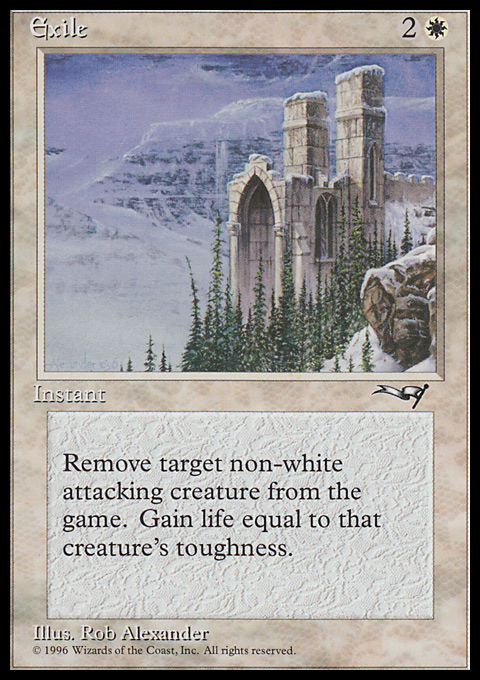 Exile 2
Instant
Remove target non-white
attacking creature from the
game. Gain life equal to that
creature's toughness.
Illus. Rob Alexander
© 1996 Wizards of the Coast, Inc. All rights reserved.